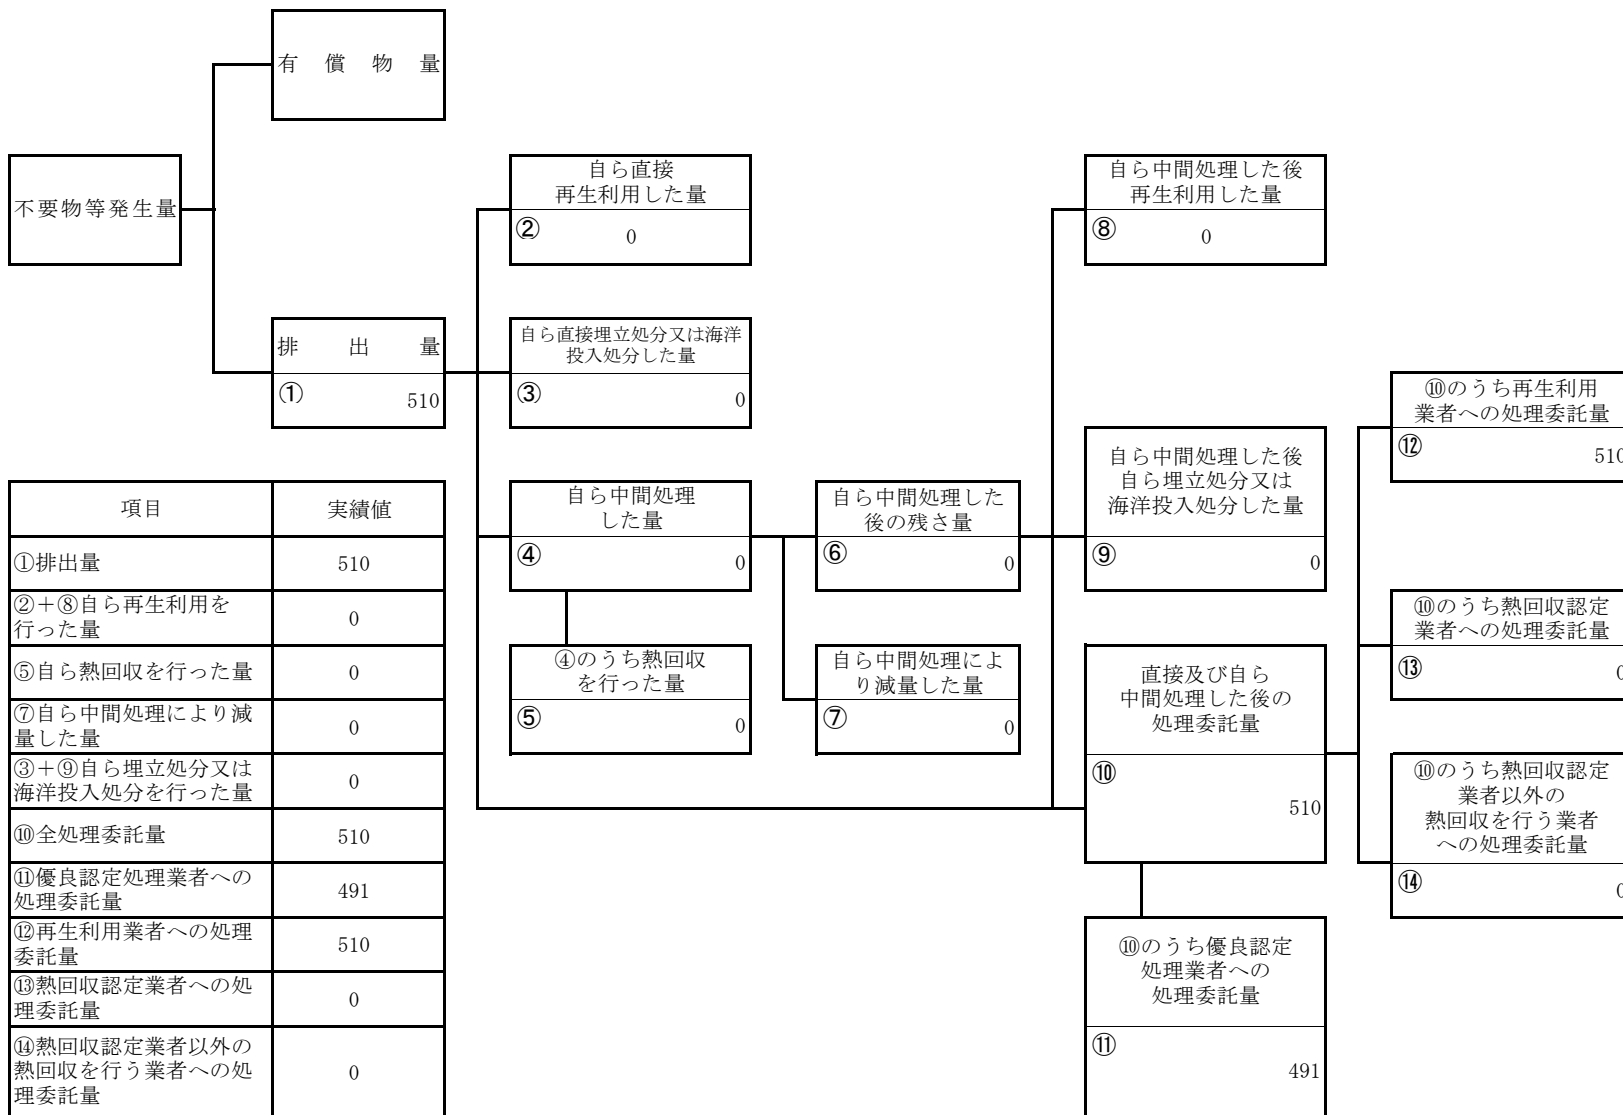 有償物量
不要物等発生量
排出量
① 510
自ら直接
再生利用した量
② 0
自ら直接埋立処分又は海洋
投入処分した量
③ 0
自ら中間処理
した量
④ 0
④のうち熱回収
を行った量
⑤ 0
自ら中間処理した
後の残さ量
⑥ 0
自ら中間処理によ
り減量した量
⑦ 0
自ら中間処理した後
再生利用した量
⑧ 0
自ら中間処理した後
自ら埋立処分又は
海洋投入処分した量
⑨ 0
直接及び自ら
中間処理した後の
処理委託量
⑩
510
⑩のうち優良認定
処理業者への
処理委託量
⑪
491
⑩のうち再生利用
業者への処理委託量
⑫ 510
⑩のうち熱回収認定
業者への処理委託量
⑬ 0
⑩のうち熱回収認定
業者以外の
熱回収を行う業者
への処理委託量
⑭ 0
項目 実績値
①排出量 510
②+⑧自ら再生利用を
行った量 0
⑤自ら熱回収を行った量 0
⑦自ら中間処理により減
量した量 0
③+⑨自ら埋立処分又は
海洋投入処分を行った量 0
⑩全処理委託量 510
⑪優良認定処理業者への
処理委託量 491
⑫再生利用業者への処理
委託量 510
⑬熱回収認定業者への処
理委託量 0
⑭熱回収認定業者以外の
熱回収を行う業者への処
理委託量 0